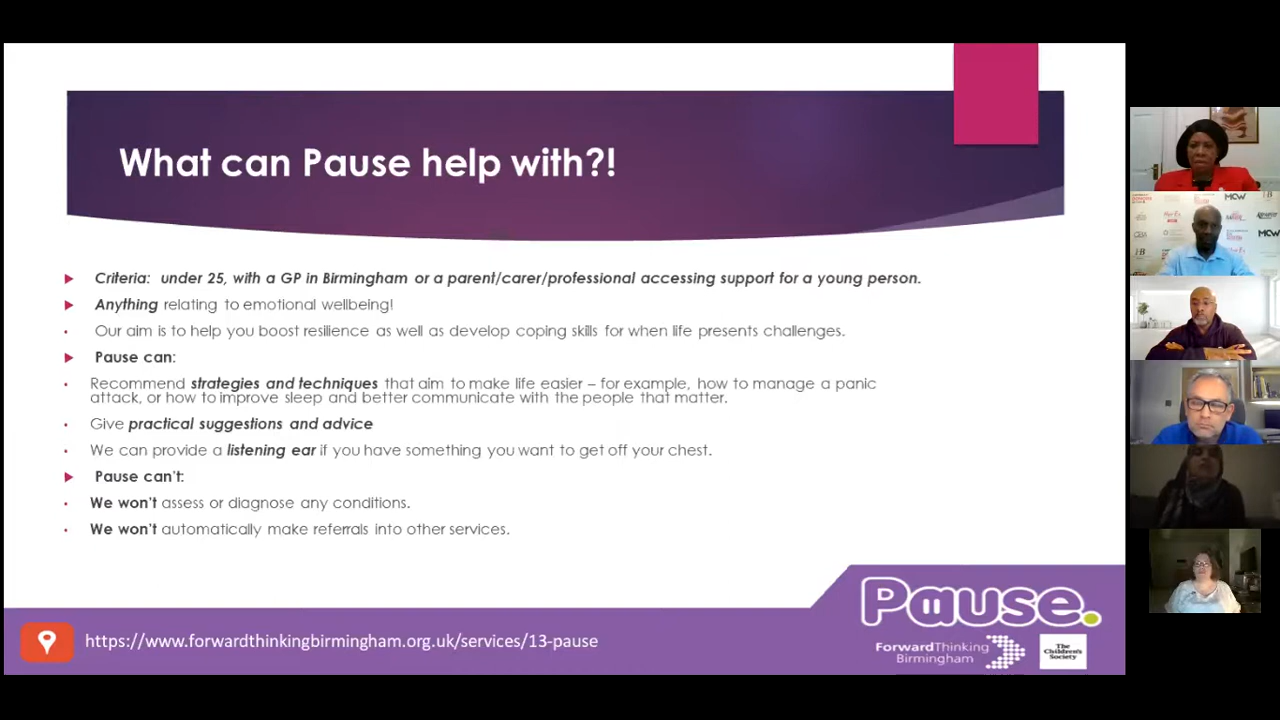 What can Pause help with?!
Criteria: under 25, with a GP in Birmingham or a parent/carer/professional accessing support for a young person.
Anything relating to emotional wellbeing!
Our aim is to help you boost resilience as well as develop coping skills for when life presents challenges.
Pause can:
Recommend strategies and techniques that aim to make life easier – for example, how to manage a panic
attack, or how to improve sleep and better communicate with the people that matter.
Give practical suggestions and advice
We can provide a listening ear if you have something you want to get off your chest.
Pause can't:
We won't assess or diagnose any conditions.
We won't automatically make referrals into other services.
https://www.forwardthinkingbirmingham.org.uk/services/13-pause
Pause.
ForwardThinking
Birmingham
The
Children's
Society
MCW
MCW